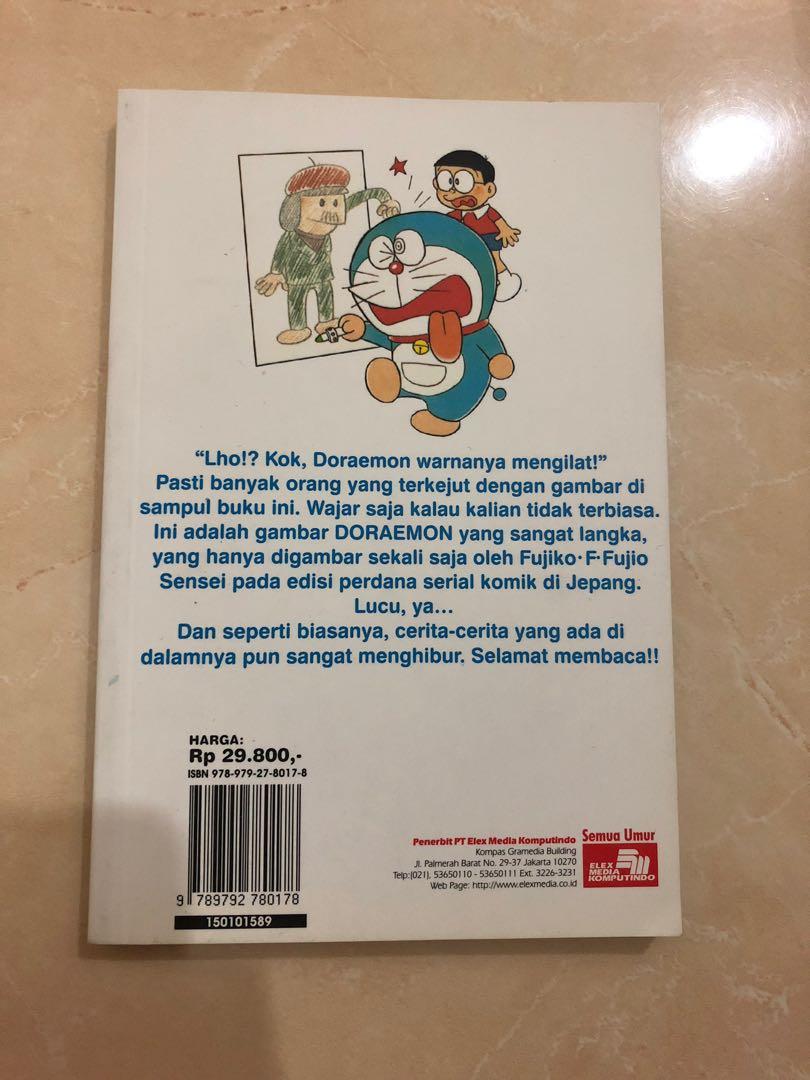 “Lho!? Kok, Doraemon warnanya mengilat!”
Pasti banyak orang yang terkejut dengan gambar di
sampul buku ini. Wajar saja kalau kalian tidak terbiasa.
Ini adalah gambar DORAEMON yang sangat langka,
yang hanya digambar sekali saja oleh Fujiko·F·Fujio
Sensei pada edisi perdana serial komik di Jepang.
Lucu, ya…
Dan seperti biasanya, cerita-cerita yang ada di
dalamnya pun sangat menghibur. Selamat membaca!!
HARGA:
Rp 29.800,-
ISBN 978-979-27-8017-8
9 789792 780178
150101589
Penerbit PT Elex Media Komputindo
Kompas Gramedia Building
Jl. Palmerah Barat No. 29-37 Jakarta 10270
Telp:(021), 53650110 - 53650111 Ext. 3226-3231
Web Page: http://www.elexmedia.co.id
Semua Umur
ELEX
MEDIA
KOMPUTINDO